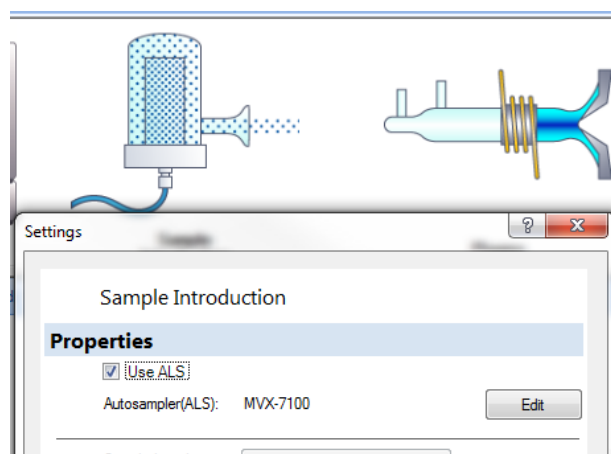 Settings
Sample Introduction
Properties
Use ALS
Autosampler(ALS): MVX-7100 Edit